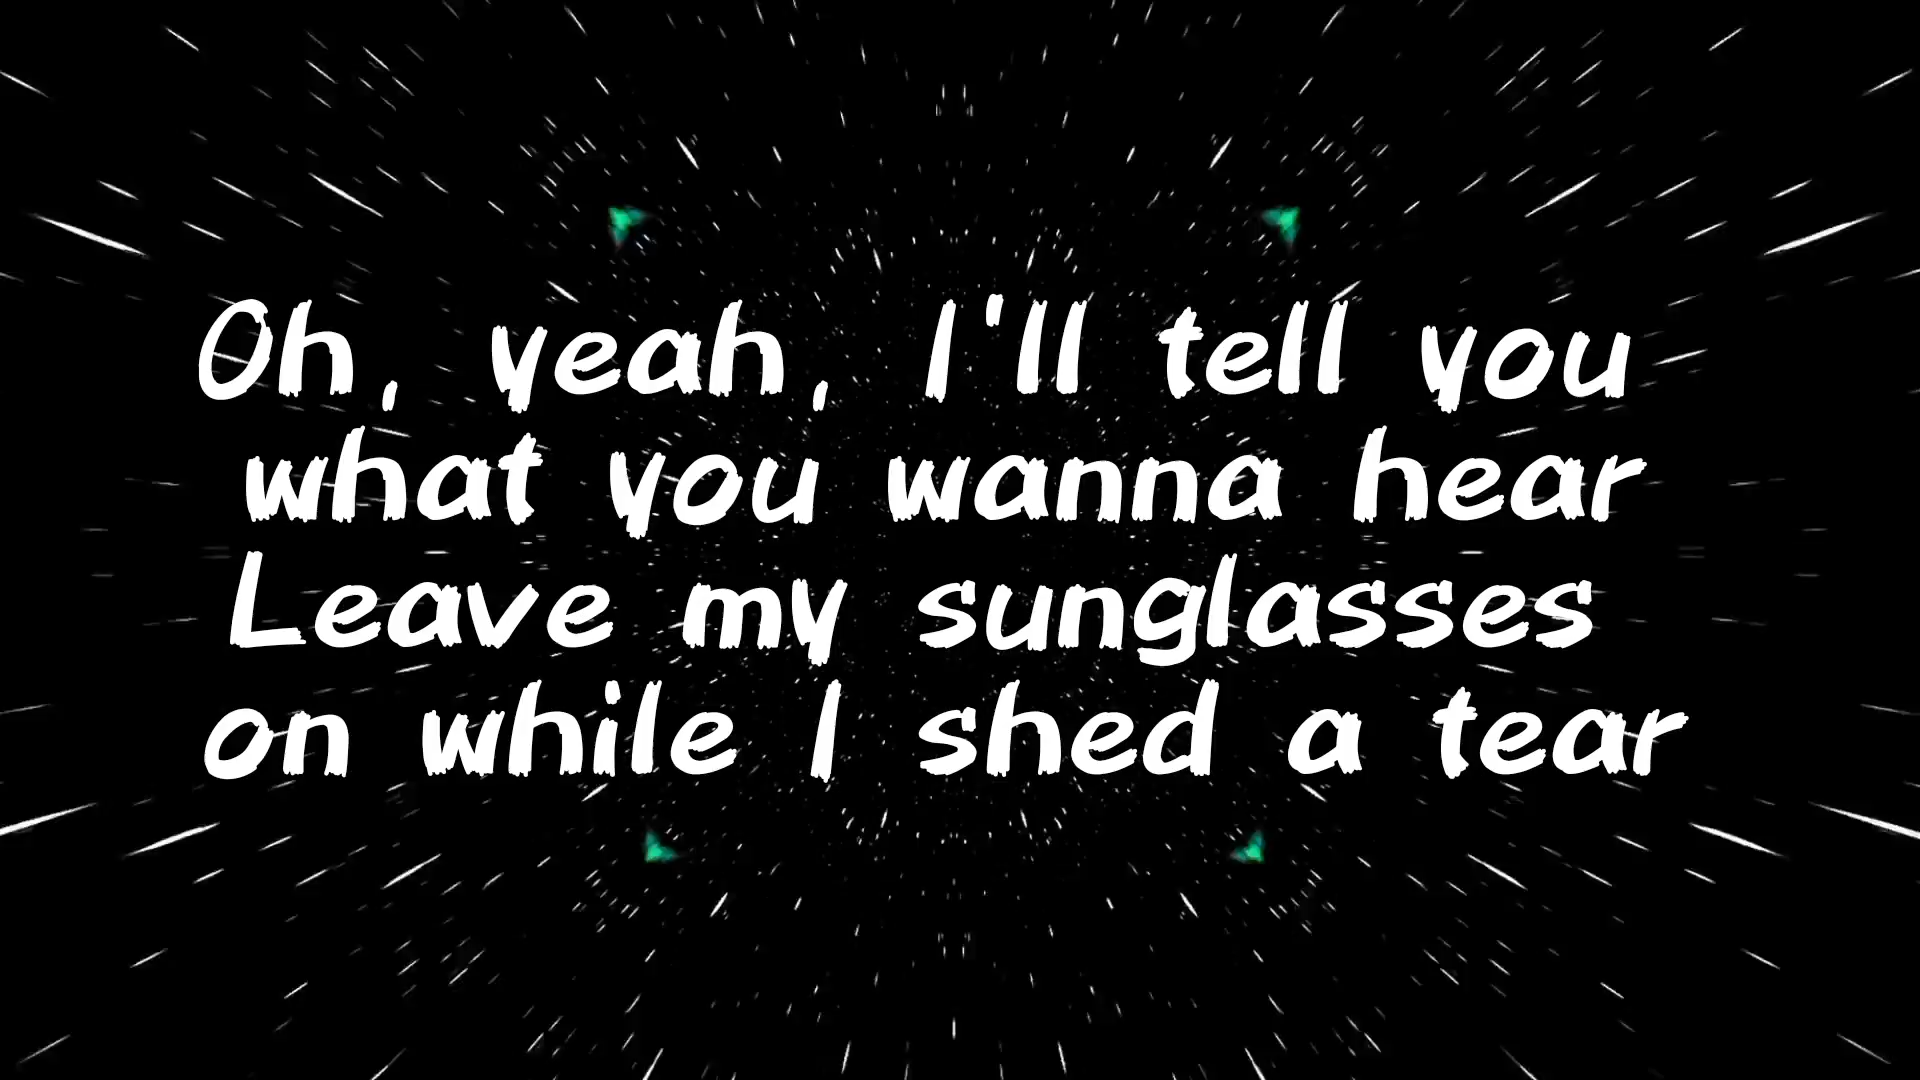 Oh, yeah, I'll tell you
what you wanna hear
Leave my sunglasses
on while I shed a tear